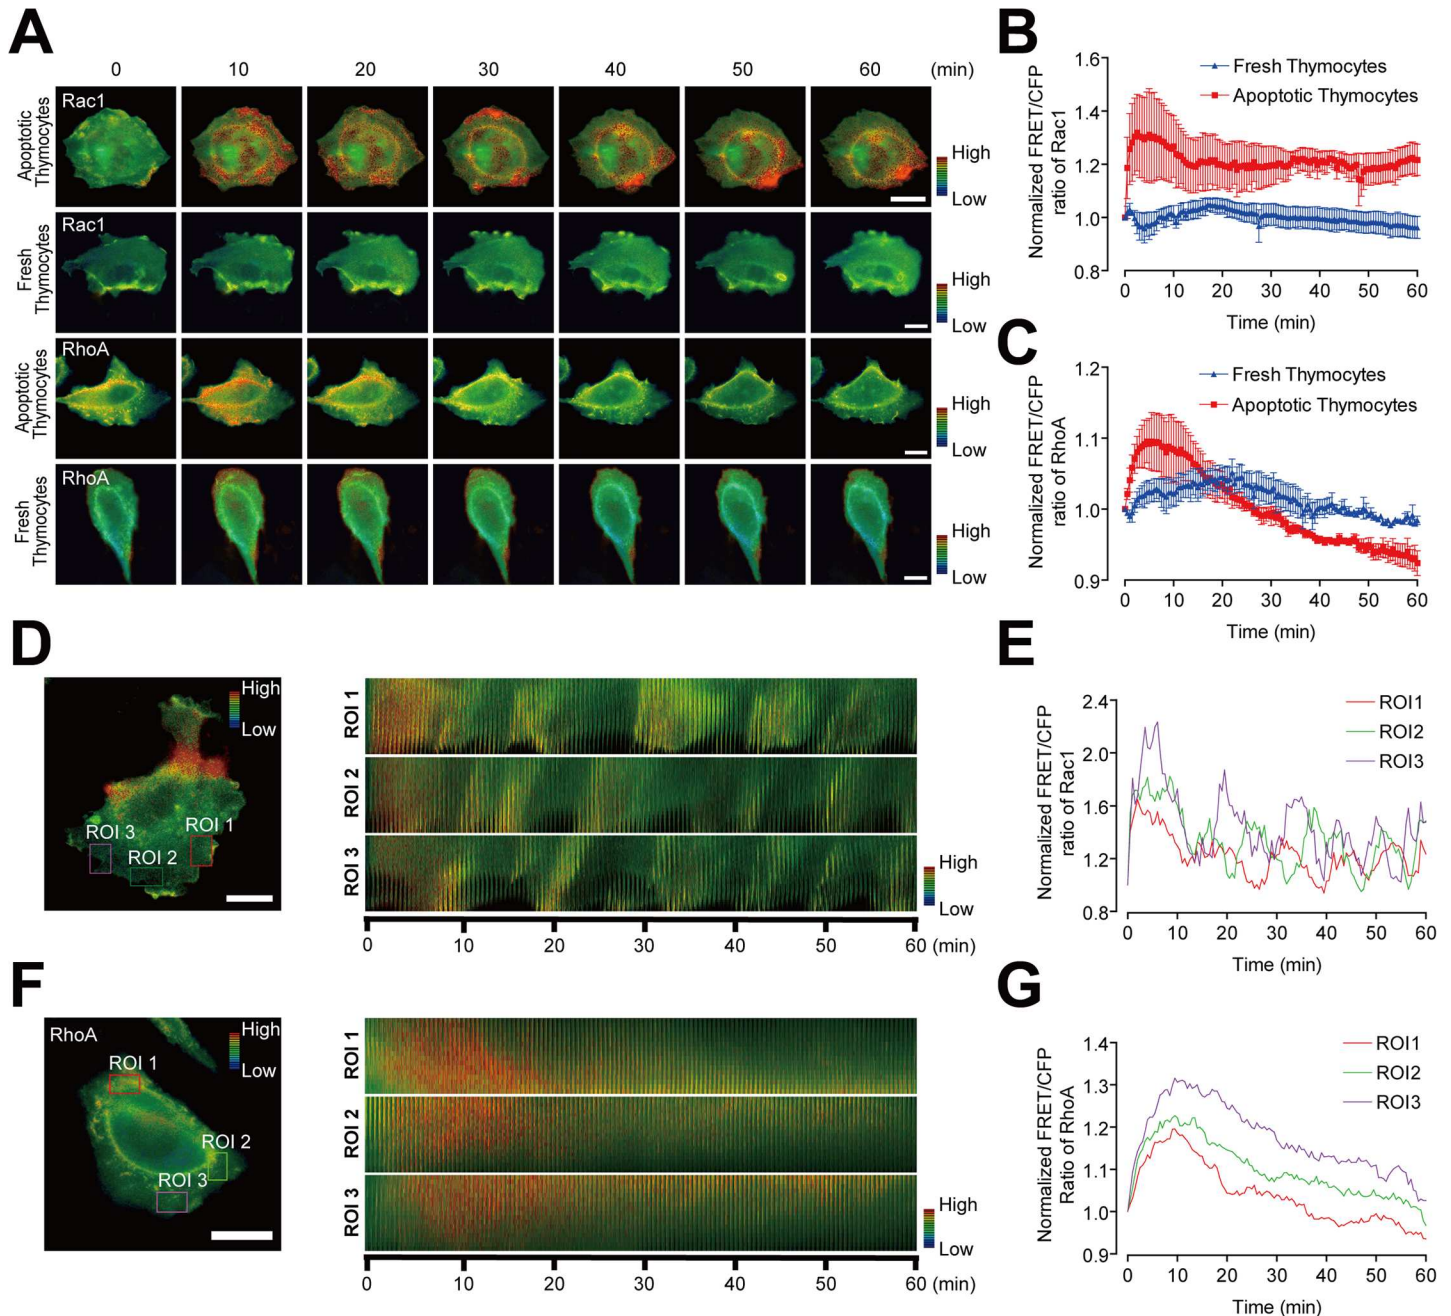 A
0 10 20 30 40 50 60 (min)
Apoptotic
Thymocytes
Rac1
High
Low
Fresh
Thymocytes
Rac1
High
Low
Apoptotic
Thymocytes
RhoA
High
Low
Fresh
Thymocytes
RhoA
High
Low
B
Normalized FRET/CFP
ratio of Rac1
1.6
1.4
1.2
1.0
0.8
Fresh Thymocytes
Apoptotic Thymocytes
0 10 20 30 40 50 60
Time (min)
C
Normalized FRET/CFP
ratio of RhoA
1.2
1.1
1.0
0.9
Fresh Thymocytes
Apoptotic Thymocytes
0 10 20 30 40 50 60
Time (min)
D
High
Low
ROI 1
ROI 3
ROI 2
ROI 1
ROI 2
ROI 3
High
Low
0 10 20 30 40 50 60 (min)
E
Normalized FRET/CFP
ratio of Rac1
2.4
2.0
1.6
1.2
0.8
ROI1
ROI2
ROI3
0 10 20 30 40 50 60
Time (min)
F
RhoA
High
Low
ROI 1
ROI 2
ROI 3
ROI 1
ROI 2
ROI 3
High
Low
0 10 20 30 40 50 60 (min)
G
Normalized FRET/CFP
Ratio of RhoA
1.4
1.3
1.2
1.1
1.0
0.9
ROI1
ROI2
ROI3
0 10 20 30 40 50 60
Time (min)